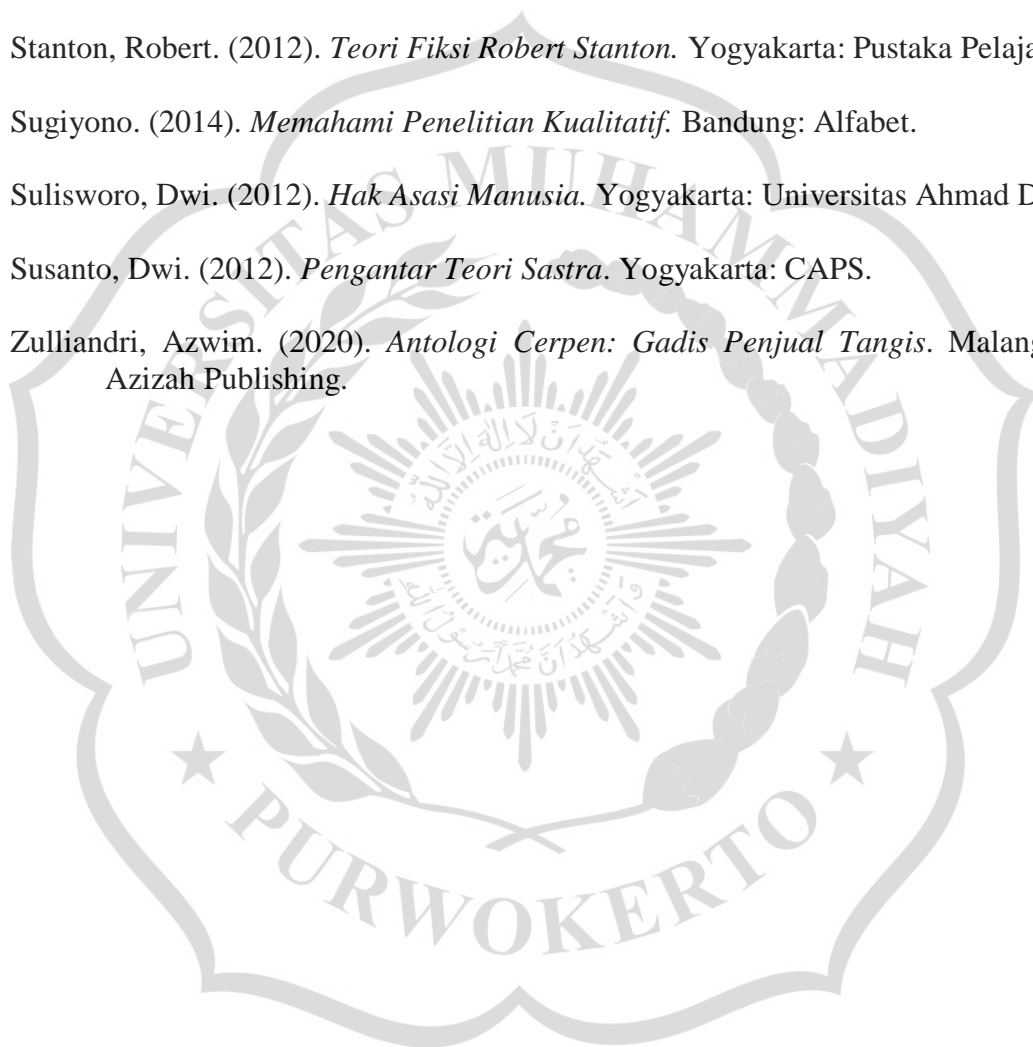 Stanton, Robert. (2012). Teori Fiksi Robert Stanton. Yogyakarta: Pustaka
Sugiyono. (2014). Memahami Penelitian Kualitatif. Bandung: Alfabet.
Sulisworo, Dwi. (2012). Hak Asasi Manusia. Yogyakarta: Universitas Ahmad
Susanto, Dwi. (2012). Pengantar Teori Sastra. Yogyakarta: CAPS.
Zulliandri, Azwim. (2020). Antologi Cerpen: Gadis Penjual Tangis. Malang
Azizah Publishing.
UNIVERSITAS MUHAMMADIYAH
PURWOKERTO